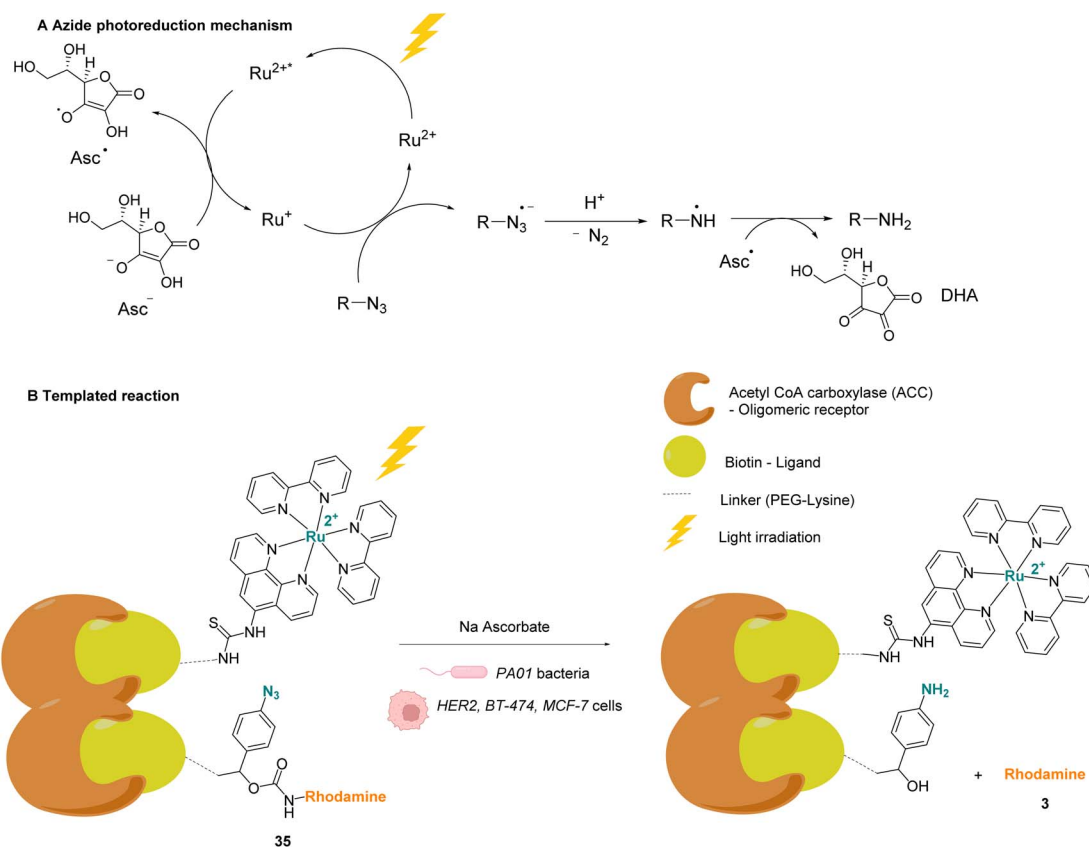 A Azide photoreduction mechanism
OH
HO
H
O
O
O
OH
Asc•
Ru2+*
Ru2+
OH
HO
H
O
O
−O
OH
Asc−
Ru+
R−N3
R−N3•−
H+
− N2
R−NH
Asc•
R−NH2
OH
HO
H
O
O
O
O
DHA
B Templated reaction
Acetyl CoA carboxylase (ACC)
- Oligomeric receptor
Biotin - Ligand
Linker (PEG-Lysine)
Light irradiation
N
N
2+
N
Ru
N
N
N
S
NH
NH
N3
O
O
N
H
Rhodamine
35
Na Ascorbate
PA01 bacteria
HER2, BT-474, MCF-7 cells
N
N
2+
N
Ru
N
N
N
S
NH
NH
NH2
OH
+ Rhodamine
3